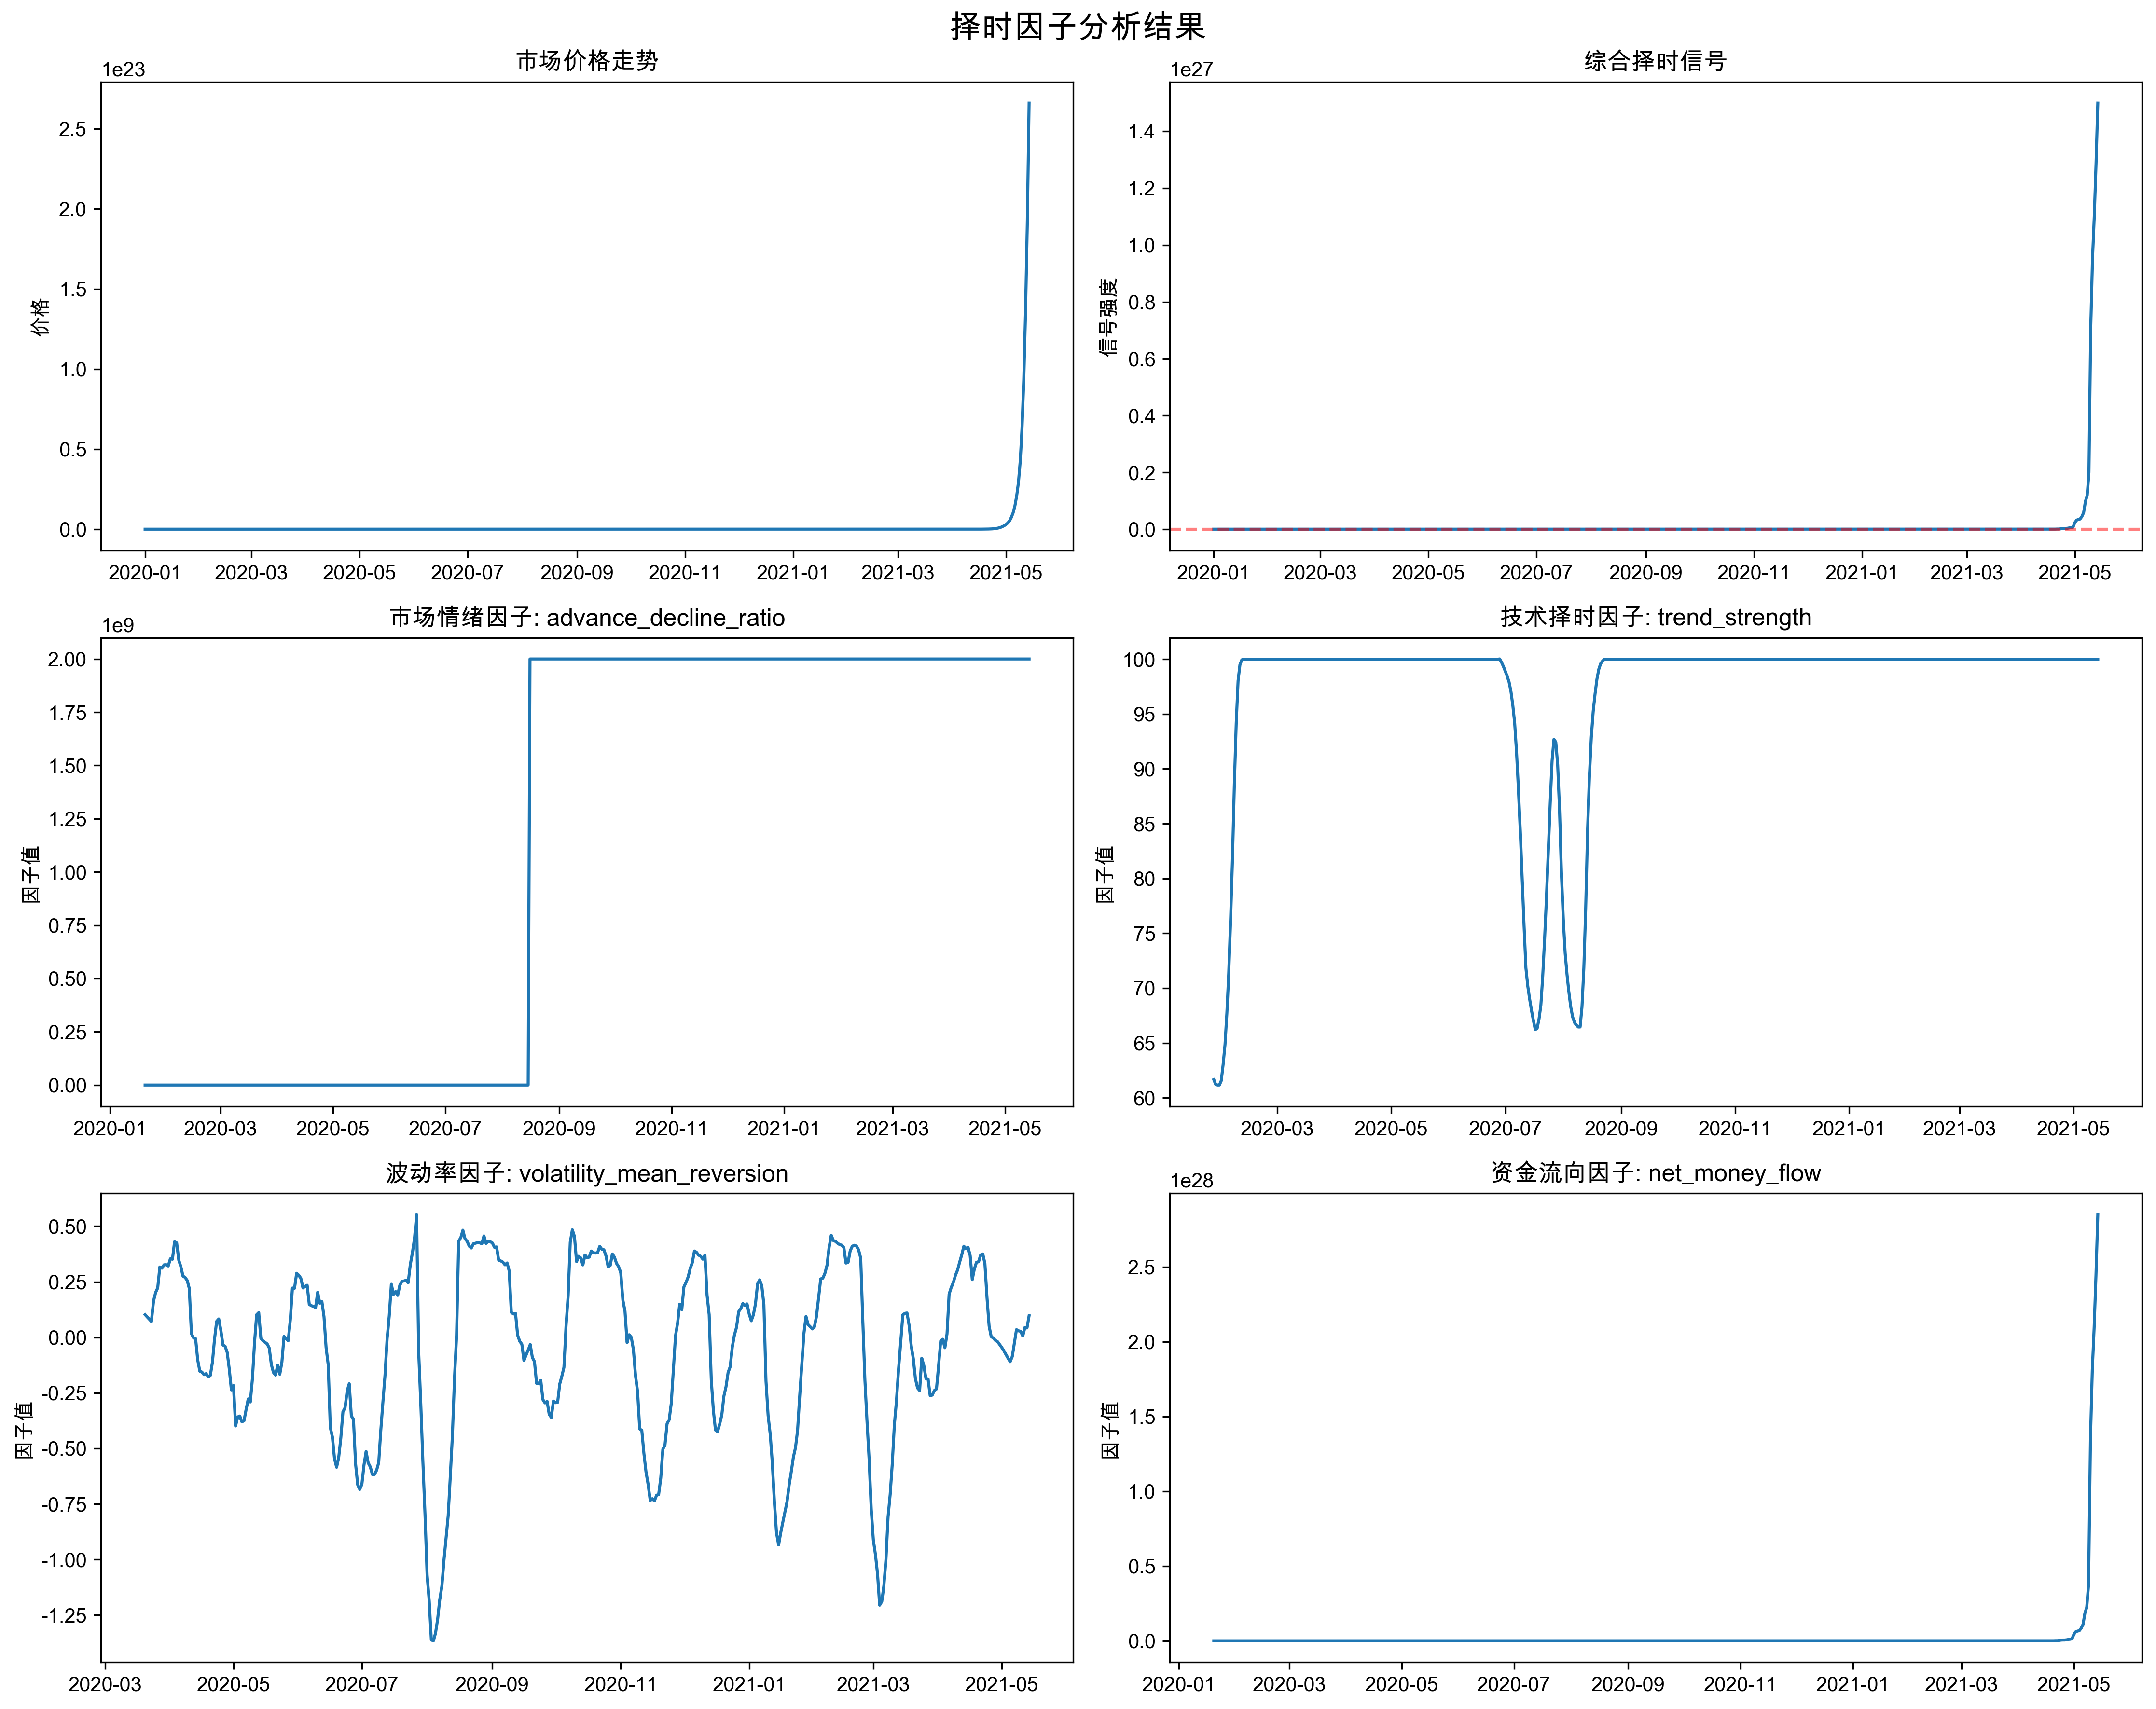 择时因子分析结果
市场价格走势
1e23
价格
2.5
2.0
1.5
1.0
0.5
0.0
2020-01 2020-03 2020-05 2020-07 2020-09 2020-11 2021-01 2021-03 2021-05
综合择时信号
1e27
信号强度
1.4
1.2
1.0
0.8
0.6
0.4
0.2
0.0
2020-01 2020-03 2020-05 2020-07 2020-09 2020-11 2021-01 2021-03 2021-05
市场情绪因子: advance_decline_ratio
1e9
因子值
2.00
1.75
1.50
1.25
1.00
0.75
0.50
0.25
0.00
2020-01 2020-03 2020-05 2020-07 2020-09 2020-11 2021-01 2021-03 2021-05
技术择时因子: trend_strength
因子值
100
95
90
85
80
75
70
65
60
2020-03 2020-05 2020-07 2020-09 2020-11 2021-01 2021-03 2021-05
波动率因子: volatility_mean_reversion
因子值
0.50
0.25
0.00
-0.25
-0.50
-0.75
-1.00
-1.25
2020-03 2020-05 2020-07 2020-09 2020-11 2021-01 2021-03 2021-05
资金流向因子: net_money_flow
1e28
因子值
2.5
2.0
1.5
1.0
0.5
0.0
2020-01 2020-03 2020-05 2020-07 2020-09 2020-11 2021-01 2021-03 2021-05